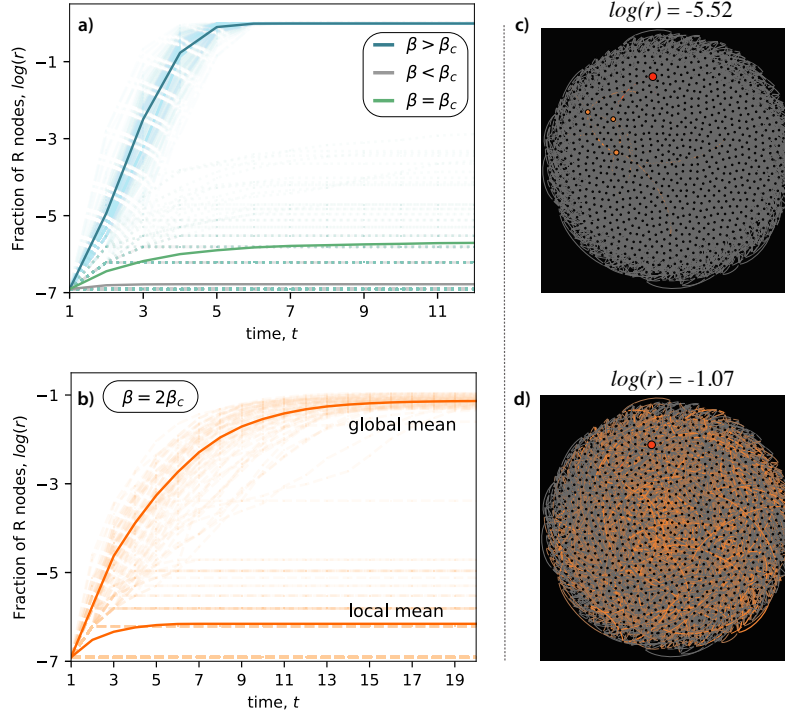 a)
β > βc
β < βc
β = βc
Fraction of R nodes, log(r)
−1
−3
−5
−7
1 3 5 7 9 11
time, t
b)
β = 2βc
global mean
local mean
Fraction of R nodes, log(r)
−1
−3
−5
−7
1 3 5 7 9 11 13 15 17 19
time, t
c)
log(r) = -5.52
d)
log(r) = -1.07